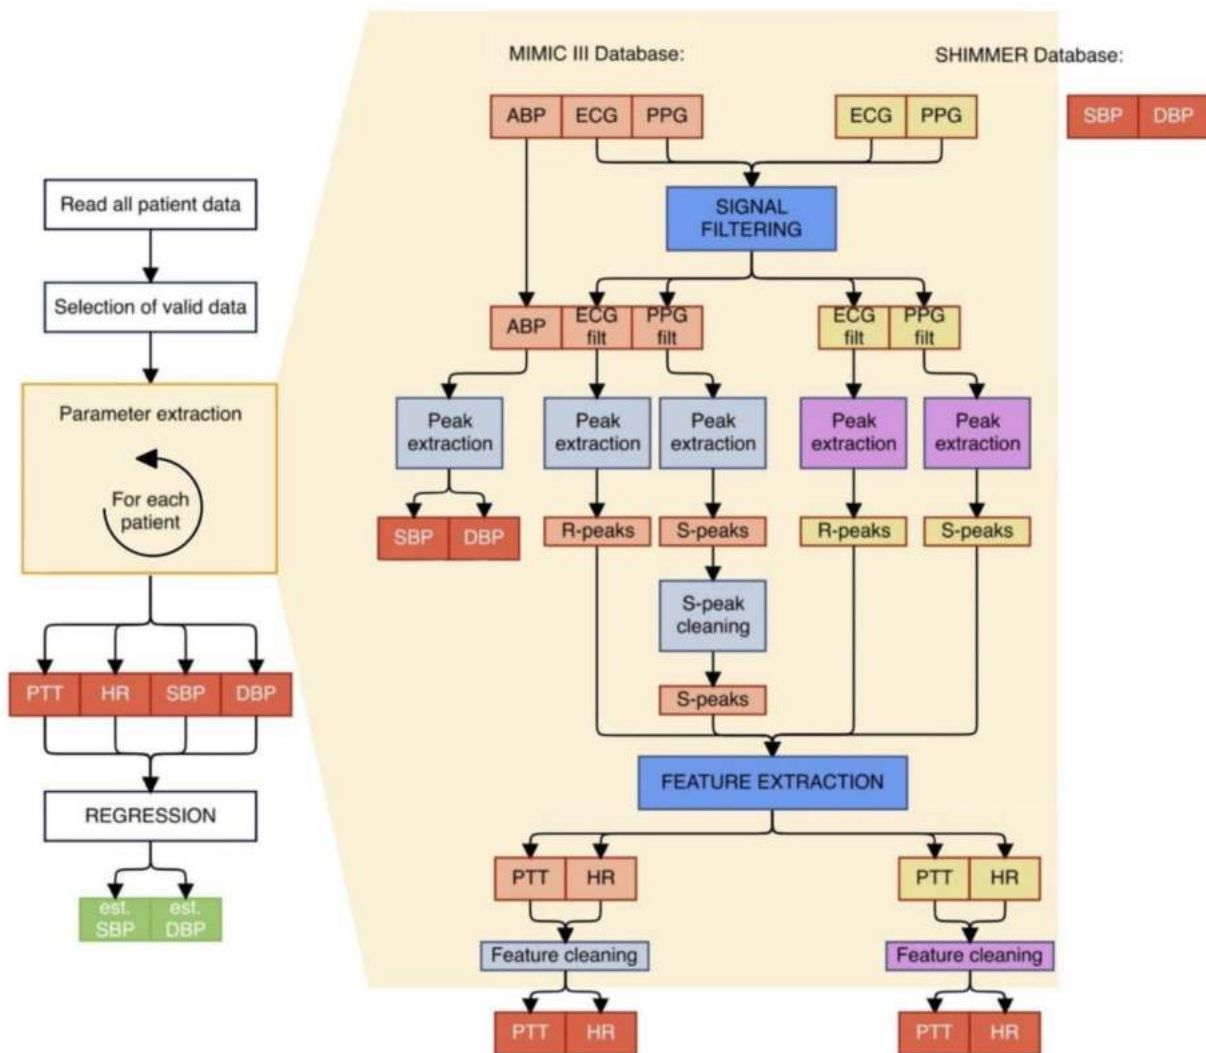 MIMIC III Database:
SHIMMER Database:
ABP ECG PPG
ECG PPG
SBP DBP
Read all patient data
Selection of valid data
Parameter extraction
For each
patient
PTT HR SBP DBP
REGRESSION
est. est.
SBP DBP
SIGNAL
FILTERING
ABP ECG PPG
filt filt
ECG PPG
filt filt
Peak
extraction
Peak
extraction
Peak
extraction
Peak
extraction
Peak
extraction
SBP DBP
R-peaks
S-peaks
R-peaks
S-peaks
S-peak
cleaning
S-peaks
FEATURE EXTRACTION
PTT HR
PTT HR
Feature cleaning
Feature cleaning
PTT HR
PTT HR